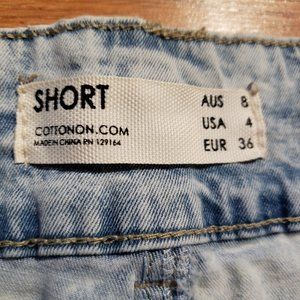 SHORT
COTTONON.COM
MADE IN CHINA RN 129164
AUS 8
USA 4
EUR 36